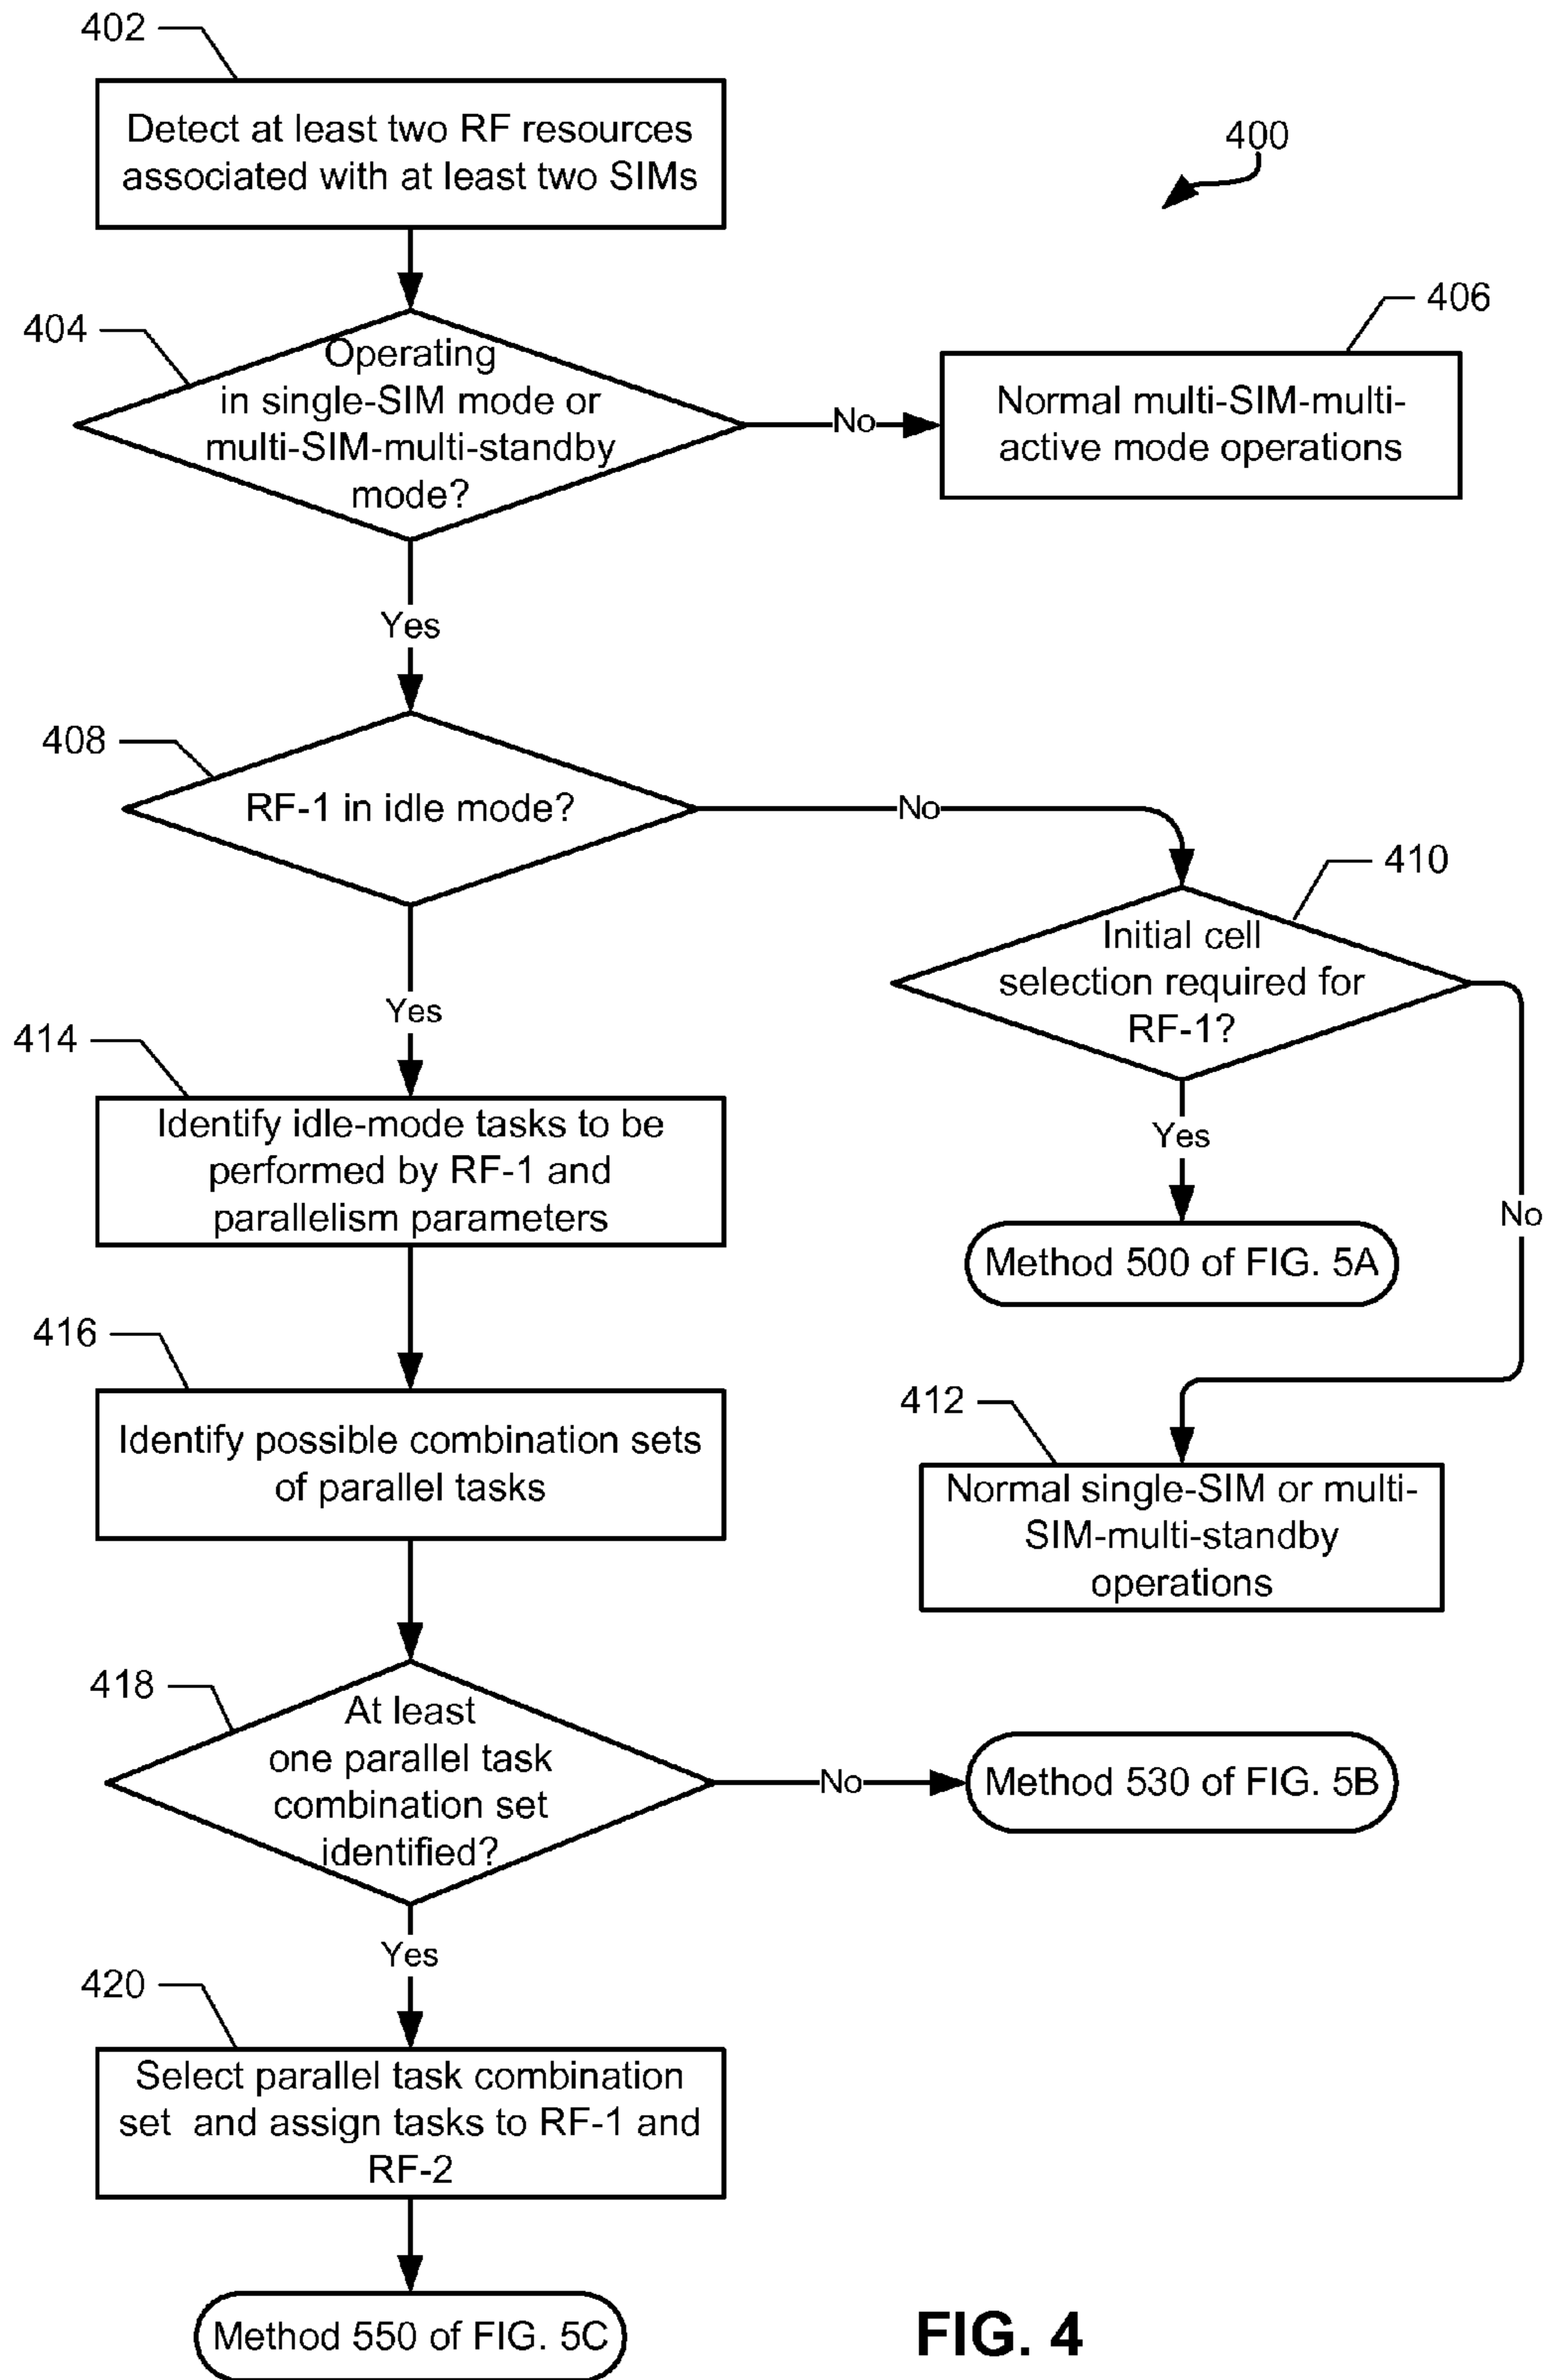 402
Detect at least two RF resources
associated with at least two SIMs
400
404
Operating
in single-SIM mode or
multi-SIM-multi-standby
mode?
No
406
Normal multi-SIM-multi-
active mode operations
Yes
408
RF-1 in idle mode?
No
410
Initial cell
selection required for
RF-1?
Yes
Method 500 of FIG. 5A
No
412
Normal single-SIM or multi-
SIM-multi-standby
operations
Yes
414
Identify idle-mode tasks to be
performed by RF-1 and
parallelism parameters
416
Identify possible combination sets
of parallel tasks
418
At least
one parallel task
combination set
identified?
No
Method 530 of FIG. 5B
Yes
420
Select parallel task combination
set and assign tasks to RF-1 and
RF-2
Method 550 of FIG. 5C
FIG. 4